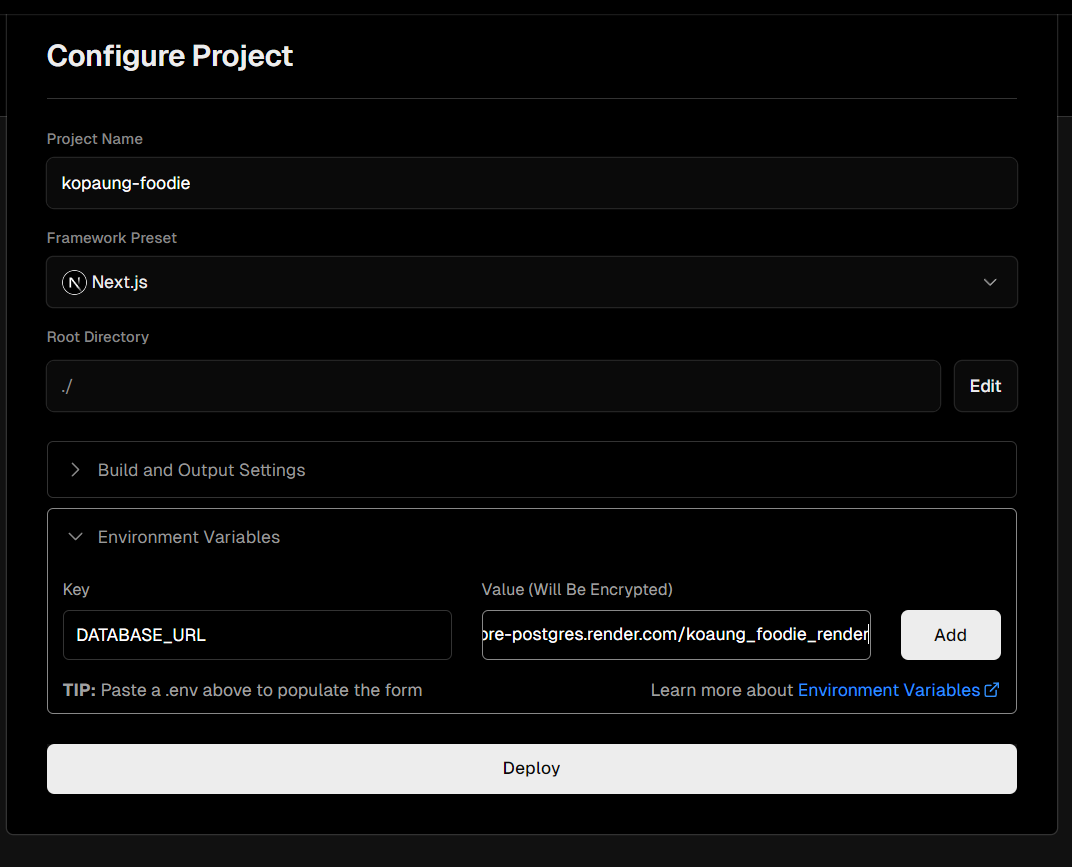 Configure Project
Project Name
kopaung-foodie
Framework Preset
Next.js
Root Directory
./
Edit
Build and Output Settings
Environment Variables
Key
Value (Will Be Encrypted)
DATABASE_URL
ore-postgres.render.com/koaung_foodie_render
Add
TIP: Paste a .env above to populate the form
Learn more about Environment Variables
Deploy